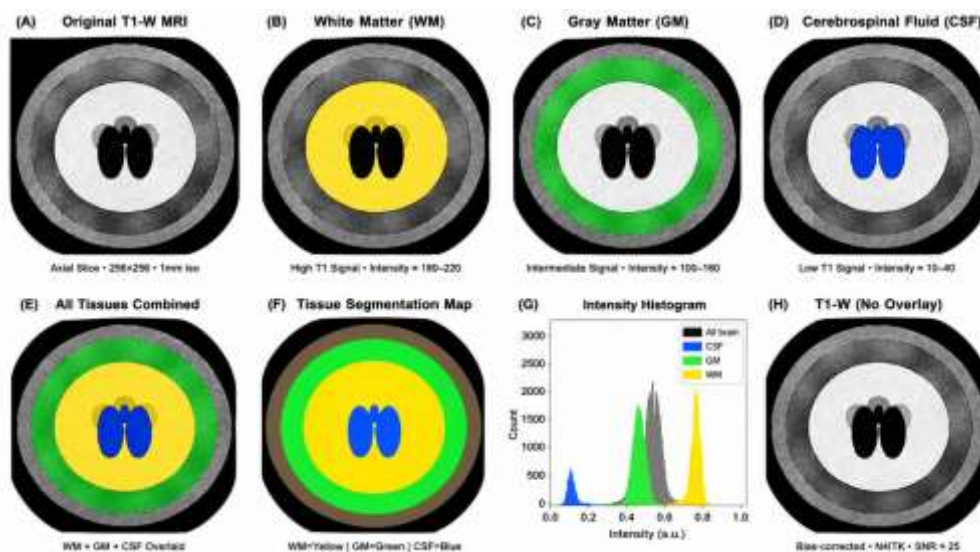 (A) Original T1-W MRI
(B) White Matter (WM)
(C) Gray Matter (GM)
(D) Cerebrospinal Fluid (CSF)
Axial Slice • 256×256 • 1mm iso
High T1 Signal • Intensity = 160–220
Intermediate Signal • Intensity = 100–160
Low T1 Signal • Intensity = 10–40
(E) All Tissues Combined
(F) Tissue Segmentation Map
(G) Intensity Histogram
(H) T1-W (No Overlay)
WM + GM + CSF Overlaid
WM=Yellow | GM=Green | CSF=Blue
3000
2500
2000
1500
1000
500
0
Count
All brain
CSF
GM
WM
0.0 0.2 0.4 0.6 0.8 1.0
Intensity (s.u.)
Bias-corrected • N4ITK • SNR = 25